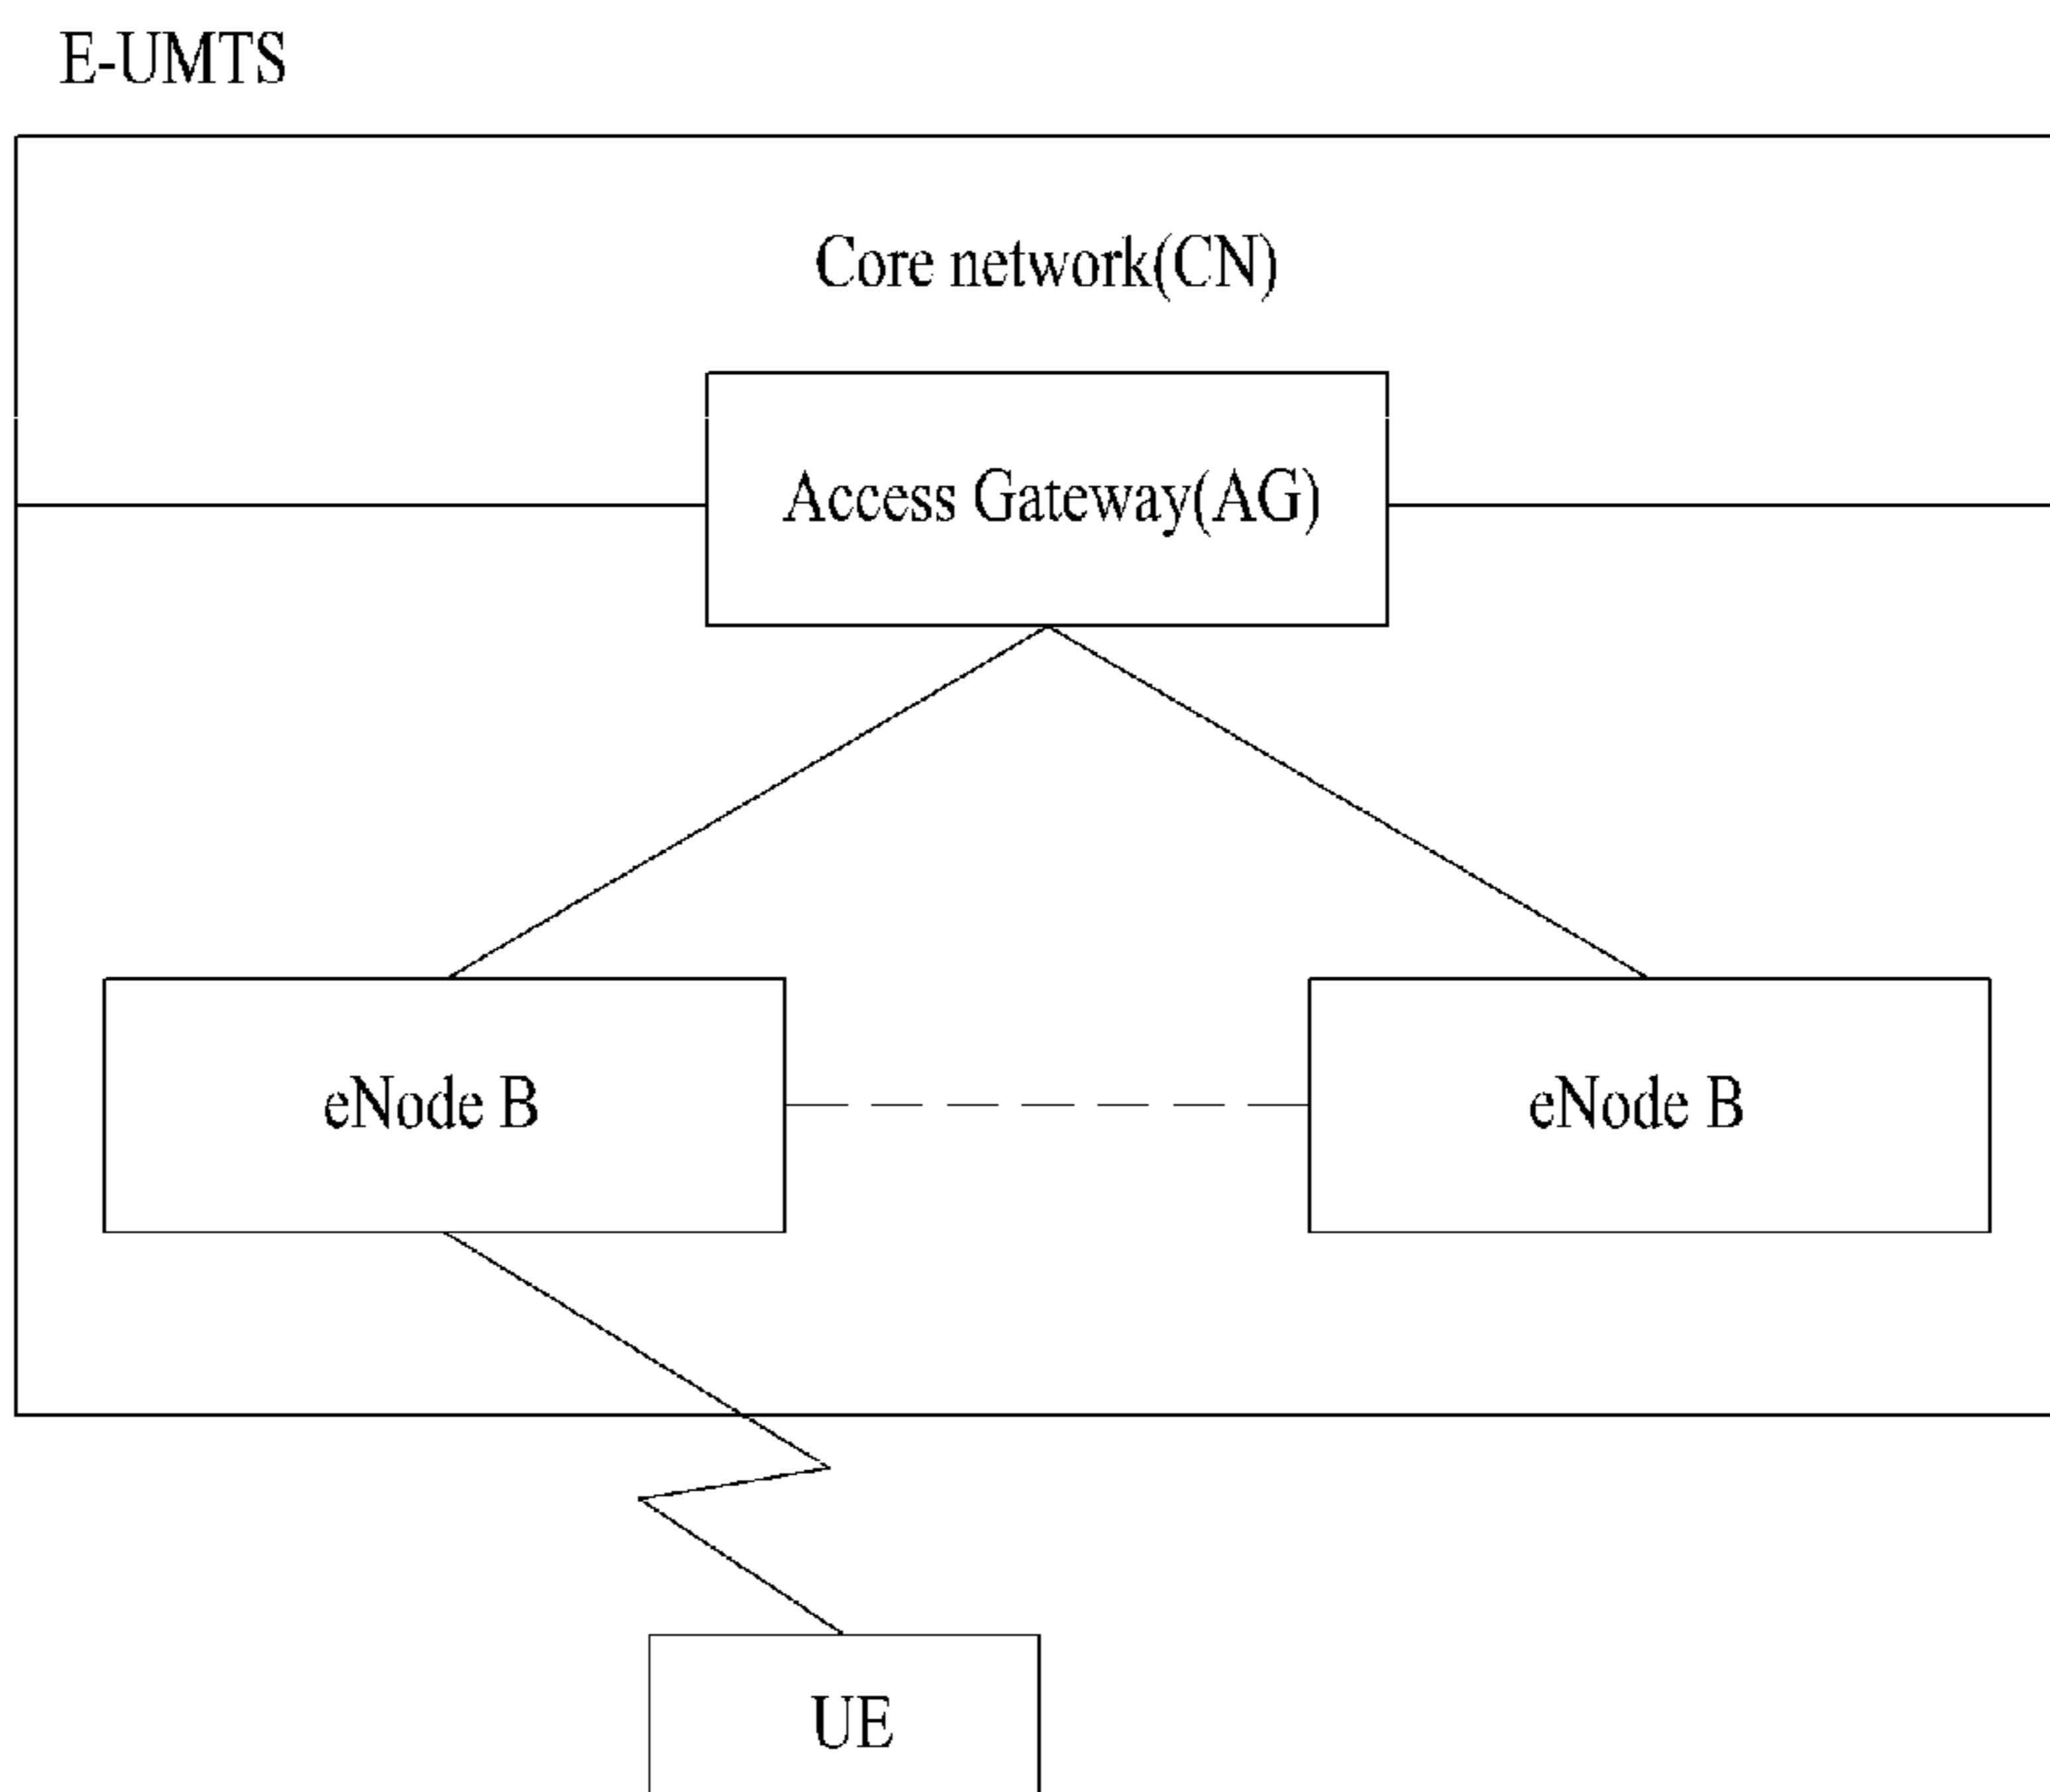 E-UMTS
Core network(CN)
Access Gateway(AG)
eNode B
eNode B
UE